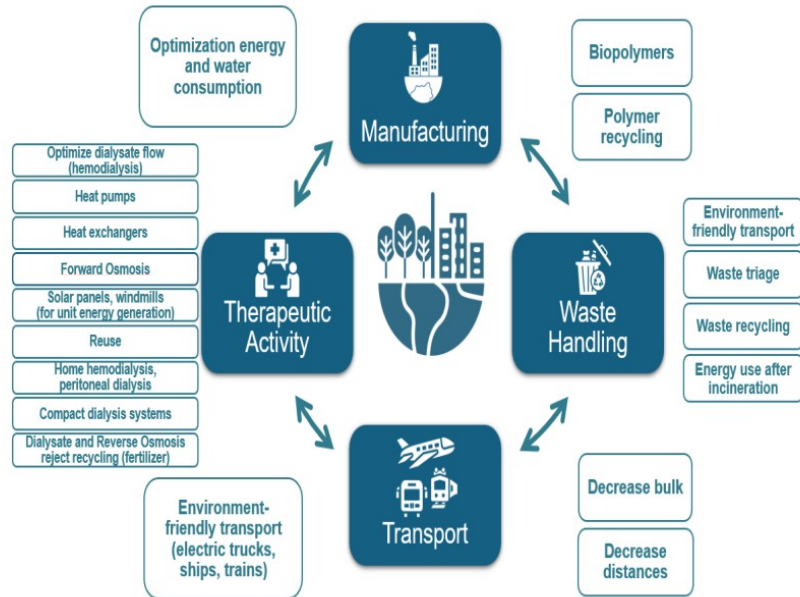 Optimization energy
and water
consumption
Manufacturing
Biopolymers
Polymer
recycling
Optimize dialysate flow
(hemodialysis)
Heat pumps
Heat exchangers
Forward Osmosis
Solar panels, windmills
(for unit energy generation)
Reuse
Home hemodialysis,
peritoneal dialysis
Compact dialysis systems
Dialysate and Reverse Osmosis
reject recycling (fertilizer)
Therapeutic
Activity
Waste
Handling
Environment-
friendly transport
Waste triage
Waste recycling
Energy use after
incineration
Environment-
friendly transport
(electric trucks,
ships, trains)
Transport
Decrease bulk
Decrease
distances